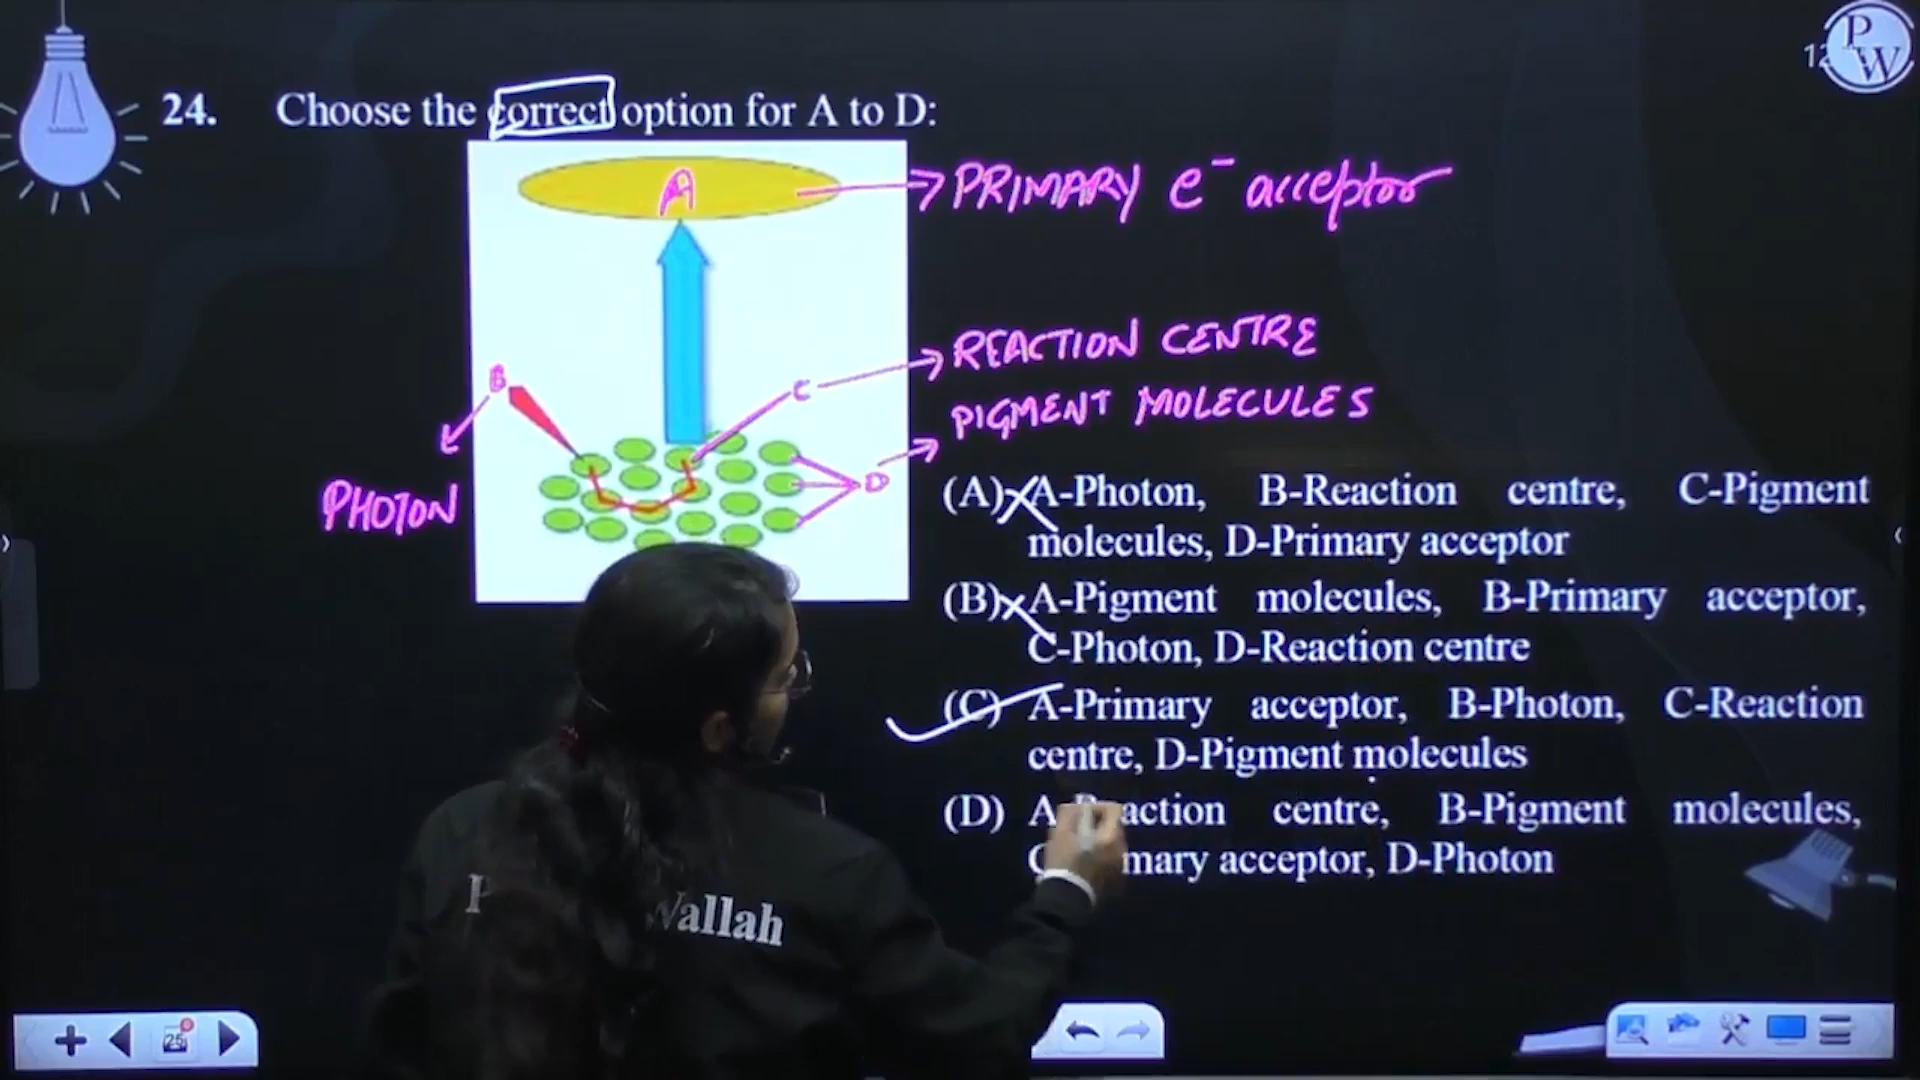 PW
24. Choose the correct option for A to D:
A
PRIMARY e⁻ acceptor
REACTION CENTRE
B
C
PIGMENT MOLECULES
D
PHOTON
(A) A-Photon, B-Reaction centre, C-Pigment
molecules, D-Primary acceptor
(B) A-Pigment molecules, B-Primary acceptor,
C-Photon, D-Reaction centre
(C) A-Primary acceptor, B-Photon, C-Reaction
centre, D-Pigment molecules
(D) centre, B-Pigment molecules,
acceptor, D-Photon
Wallah
25